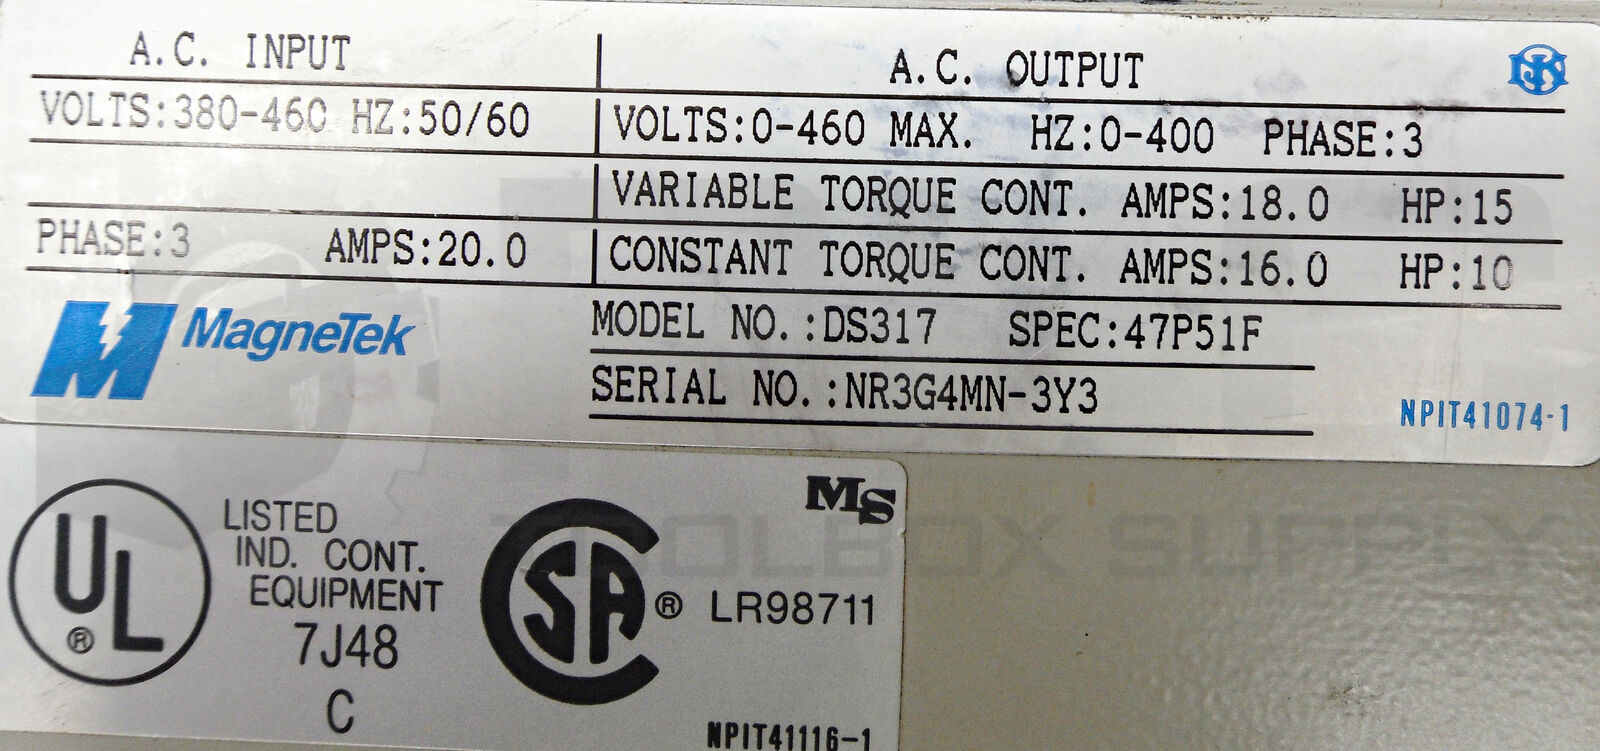 A.C. INPUT
VOLTS:380-460 HZ:50/60
PHASE:3 AMPS:20.0
A.C. OUTPUT
VOLTS:0-460 MAX. HZ:0-400 PHASE:3
VARIABLE TORQUE CONT. AMPS:18.0 HP:15
CONSTANT TORQUE CONT. AMPS:16.0 HP:10
MagneTek
MODEL NO.:DS317 SPEC:47P51F
SERIAL NO.:NR3G4MN-3Y3
NPIT41074-1
UL ®
LISTED
IND. CONT.
EQUIPMENT
7J48
C
CSA ® LR98711
MS
NPIT41116-1
TOOLBOX SUPPLY